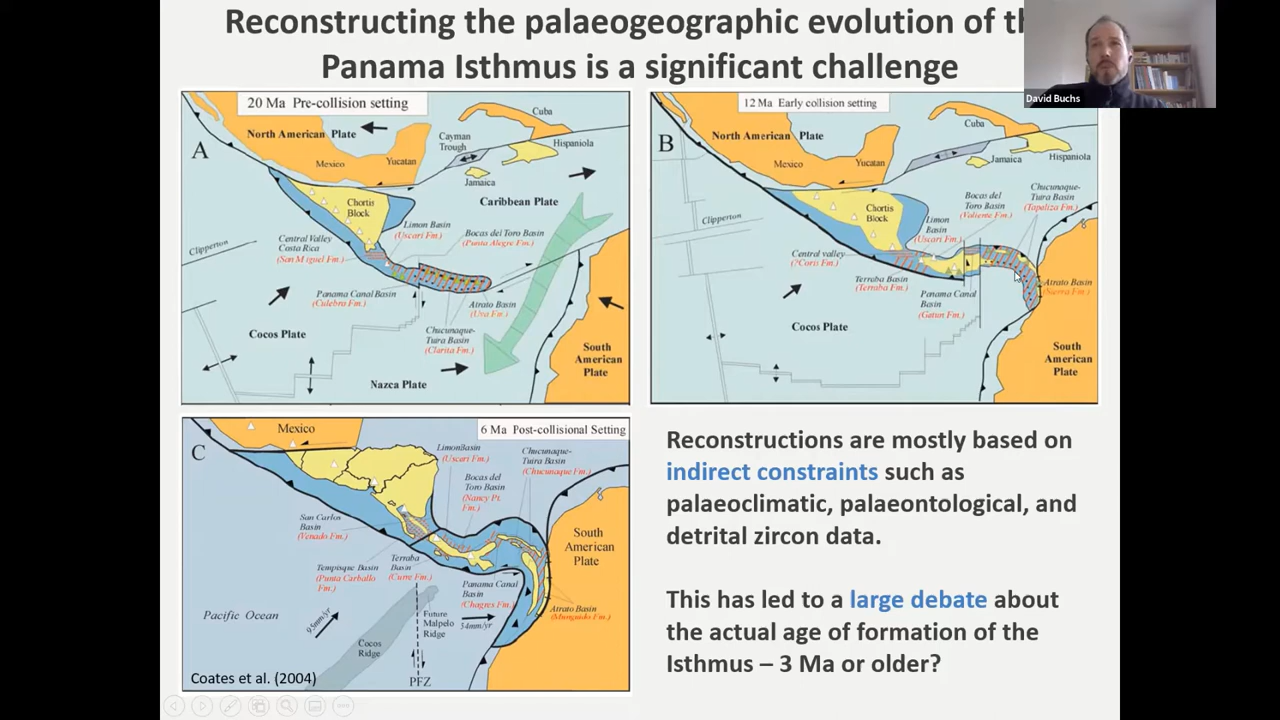 Reconstructing the palaeogeographic evolution of th
Panama Isthmus is a significant challenge
David Buchs
20 Ma Pre-collision setting
A
North American Plate
Mexico
Yucatan
Cayman
Trough
Cuba
Hispaniola
Jamaica
Caribbean Plate
Chortis
Block
Limon Basin
(Uscari Fm.)
Bocas del Toro Basin
(Punta Alegre Fm.)
Central Valley
Costa Rica
(San Miguel Fm.)
Clipperton
Panama Canal Basin
(Culebra Fm.)
Atrato Basin
(Uva Fm.)
Chucunaque-
Tuira Basin
(Clarita Fm.)
Cocos Plate
Nazca Plate
South
American
Plate
12 Ma Early collision setting
B
North American Plate
Mexico
Yucatan
Cuba
Jamaica
Hispaniola
Chortis
Block
Clipperton
Limon
Basin
(Uscari Fm.)
Bocas del
Toro Basin
(Valiente Fm.)
Chucunaque-
Tuira Basin
(Tapaliza Fm.)
Central valley
(?Coris Fm.)
Terraba Basin
(Terraba Fm.)
Panama Canal
Basin
(Gatun Fm.)
Atrato Basin
(Sierra Fm.)
Cocos Plate
South
American
Plate
6 Ma Post-collisional Setting
C
Mexico
LimonBasin
(Uscari Fm.)
Bocas del
Toro Basin
(Nancy Pt.
Fm.)
Chucunaque-
Tuira Basin
(Chucunaque Fm.)
San Carlos
Basin
(Venado Fm.)
Tempisque Basin
(Punta Carballo
Fm.)
Terraba
Basin
(Curre Fm.)
Panama Canal
Basin
(Chagres Fm.)
Atrato Basin
(Munguido Fm.)
South
American
Plate
Pacific Ocean
95mm/yr
Cocos
Ridge
Future
Malpelo
Ridge
54mm/yr
PFZ
Coates et al. (2004)
Reconstructions are mostly based on
indirect constraints such as
palaeoclimatic, palaeontological, and
detrital zircon data.
This has led to a large debate about
the actual age of formation of the
Isthmus – 3 Ma or older?